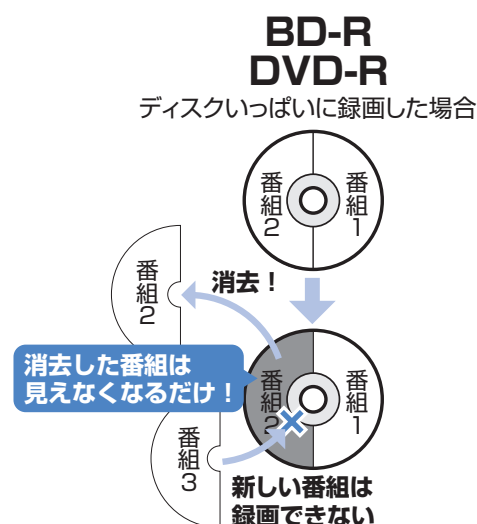 BD-R
DVD-R
ディスクいっぱいに録画した場合
番組2
番組1
番組2
消去！
消去した番組は
見えなくなるだけ！
番組2
番組1
番組3
新しい番組は
録画できない